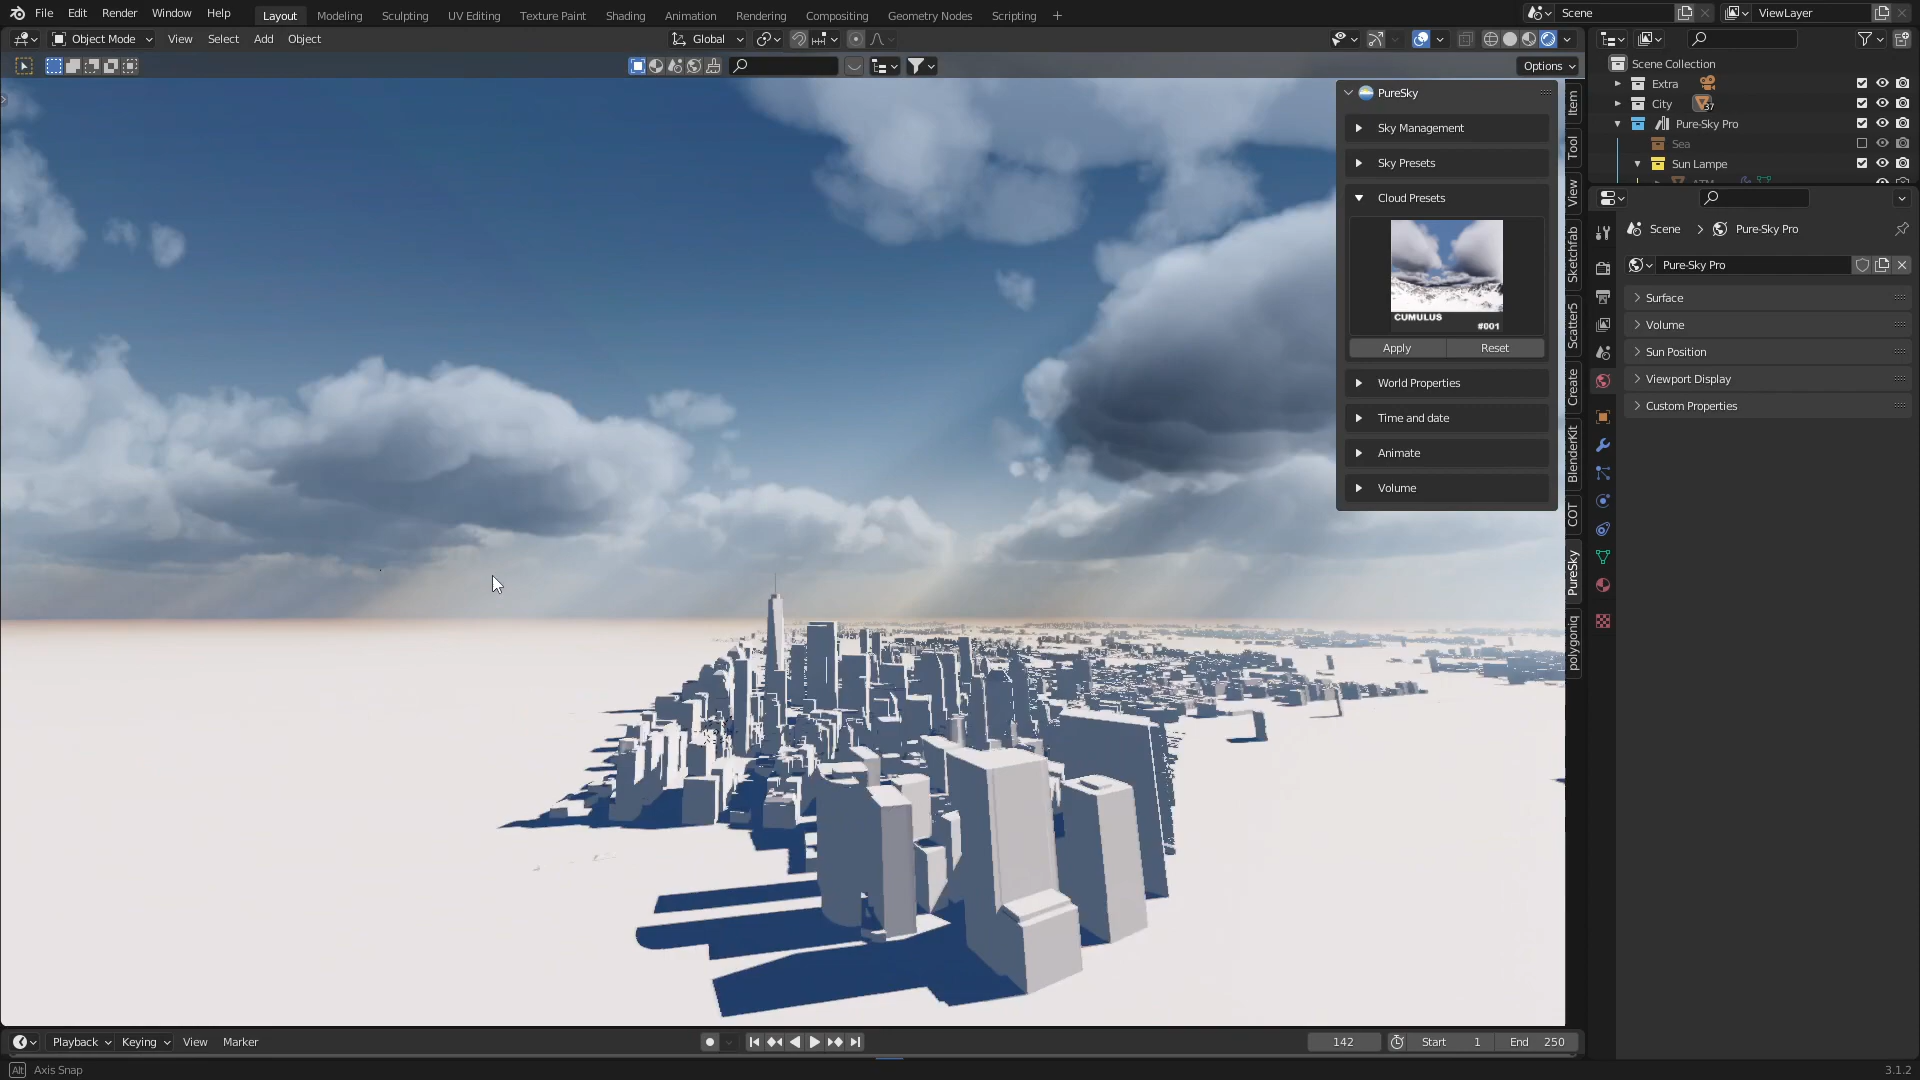 File Edit Render Window Help Layout Modeling Sculpting UV Editing Texture Paint Shading Animation Rendering Compositing Geometry Nodes Scripting + Scene ViewLayer
Object Mode View Select Add Object Global
Options
Scene Collection
Extra
City 37
Pure-Sky Pro
Sea
Sun Lampe
PureSky
Sky Management
Sky Presets
Cloud Presets
CUMULUS
#001
Apply Reset
World Properties
Time and date
Animate
Volume
Item
Tool
View
Sketchfab
Scatter5
Create
BlenderKit
COT
PureSky
polygoniq
Scene > Pure-Sky Pro
Pure-Sky Pro
Surface
Volume
Sun Position
Viewport Display
Custom Properties
Playback Keying View Marker 142 Start 1 End 250
Alt Axis Snap 3.1.2